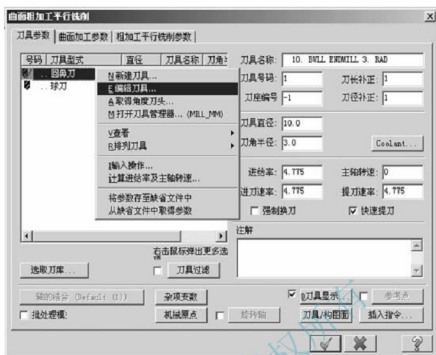 曲面粗加工平行铣削
刀具参数 曲面加工参数 粗加工平行铣削参数
号码 刀具型式 直径 刀具名称 刀角
圆鼻刀
球刀
N新建刀具...
E编辑刀具...
A取得角度刀头...
M打开刀具管理器... (MILL_MM)
V查看
R排列刀具
I输入操作...
计算进给率及主轴转速...
将参数存至缺省文件中
从缺省文件中取得参数
右击鼠标弹出更多选
选取刀库... 刀具过滤
刀具名称: 10. BULL ENDMILL 3. RAD
刀具号码: 1 刀长补正: 1
刀座编号 -1 刀径补正: 1
刀具直径: 10.0
刀角半径: 3.0 Coolant...
进给率: 4.775 主轴转速: 0
进刀速率: 4.775 提刀速率: 4.775
强制换刀 快速提刀
注解
(Default (1)) 杂项变数 D刀具显示 参考点
批处理模 机械原点 旋转轴 刀具/构图面 插入指令...